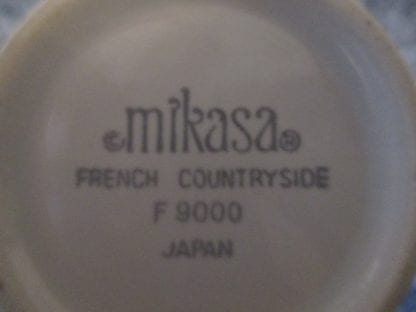 ©mikasa®
FRENCH COUNTRYSIDE
F 9000
JAPAN